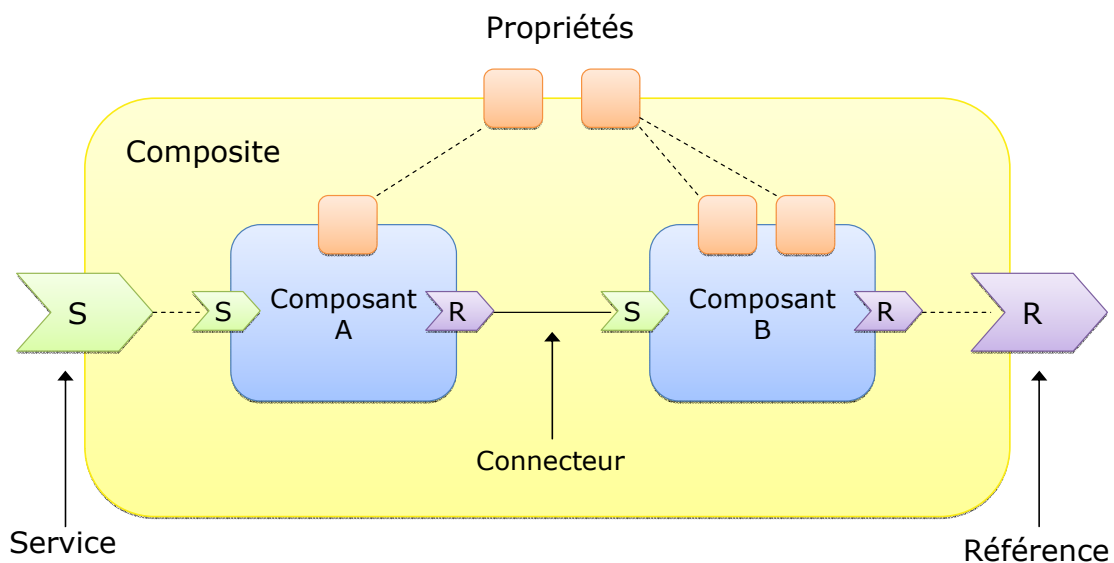 Propriétés
Composite
Composant
A
Composant
B
S
S
R
S
R
R
Connecteur
Service
Référence